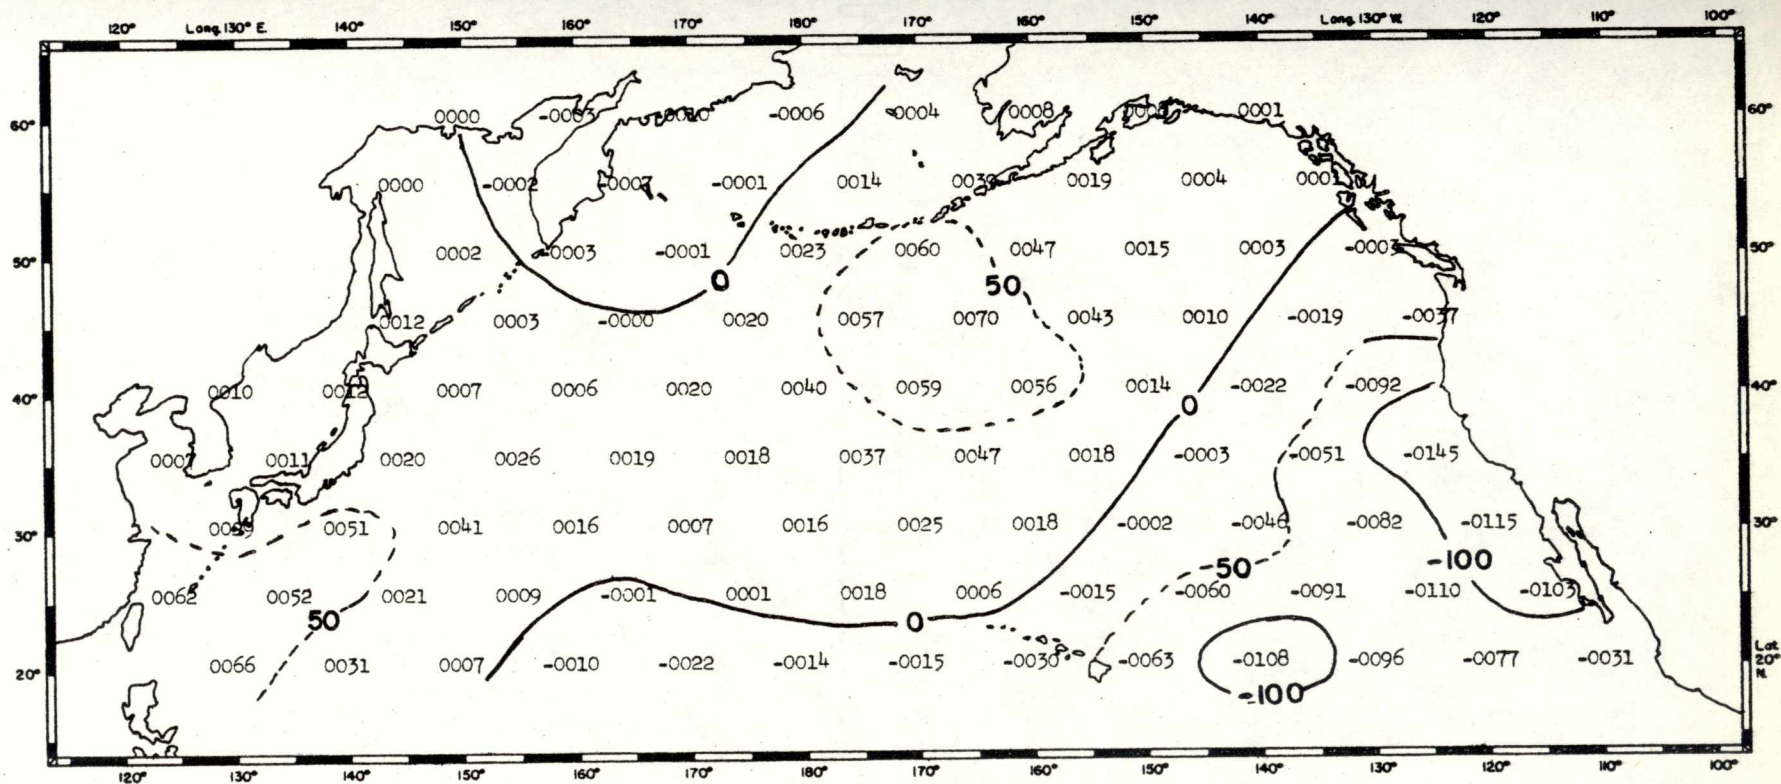 120° Long. 130° E. 140° 150° 160° 170° 180° 170° 160° 150° 140° Long. 130° W. 120° 110° 100°
60° 0000 -0003 -0006 -0004 0008 0001 60°
0000 -0002 -0007 -0001 0014 0019 0004
50° 0002 -0003 -0001 0023 0060 0047 0015 0003 -0003 50°
0 50
0012 0003 -0000 0020 0057 0070 0043 0010 -0019 -0037
40° 0010 0012 0007 0006 0020 0040 0059 0056 0014 -0022 -0092 40°
0
0007 0011 0020 0026 0019 0018 0037 0047 0018 -0003 -0051 -0145
30° 0051 0041 0016 0007 0016 0025 0018 -0002 -0046 -0082 -0115 30°
50 -100
0062 0052 0021 0009 -0001 0001 0018 0006 -0015 -0060 -0091 -0110 -0103
50 0
20° 0066 0031 0007 -0010 -0022 -0014 -0015 -0030 -0063 -0108 -0096 -0077 -0031 Lat. 20° N.
-100
120° 130° 140° 150° 160° 170° 180° 170° 160° 150° 140° 130° 120° 110° 100°